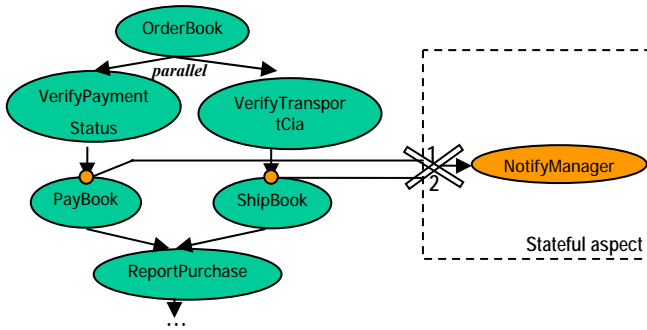 OrderBook
parallel
VerifyPayment
Status
VerifyTranspor
tCia
1
2
NotifyManager
PayBook
ShipBook
Stateful aspect
ReportPurchase
...